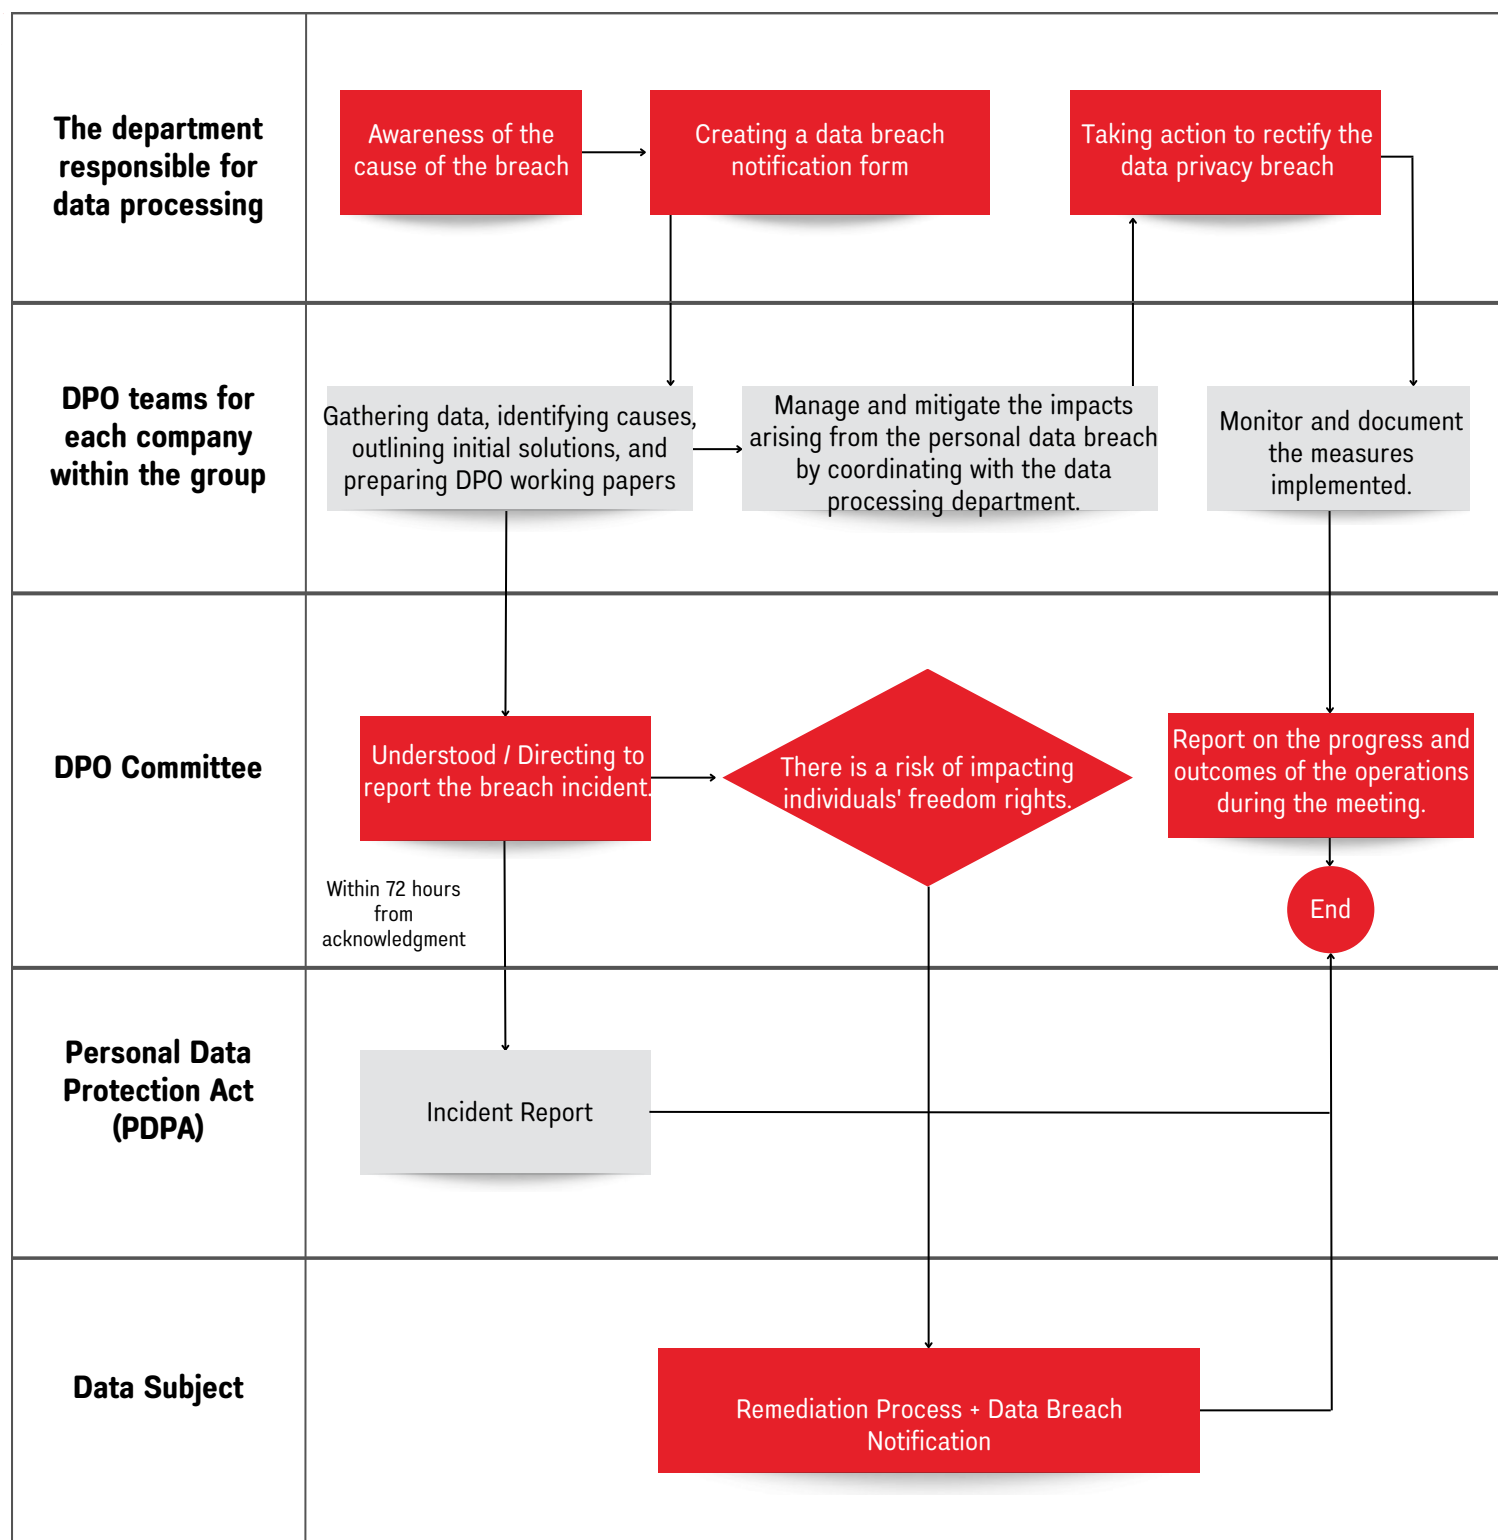 The department
responsible for
data processing
Awareness of the
cause of the breach
Creating a data breach
notification form
Taking action to rectify the
data privacy breach
DPO teams for
each company
within the group
Gathering data, identifying causes,
outlining initial solutions, and
preparing DPO working papers
Manage and mitigate the impacts
arising from the personal data breach
by coordinating with the data
processing department.
Monitor and document
the measures
implemented.
DPO Committee
Understood / Directing to
report the breach incident.
There is a risk of impacting
individuals' freedom rights.
Report on the progress and
outcomes of the operations
during the meeting.
Within 72 hours
from
acknowledgment
End
Personal Data
Protection Act
(PDPA)
Incident Report
Data Subject
Remediation Process + Data Breach
Notification